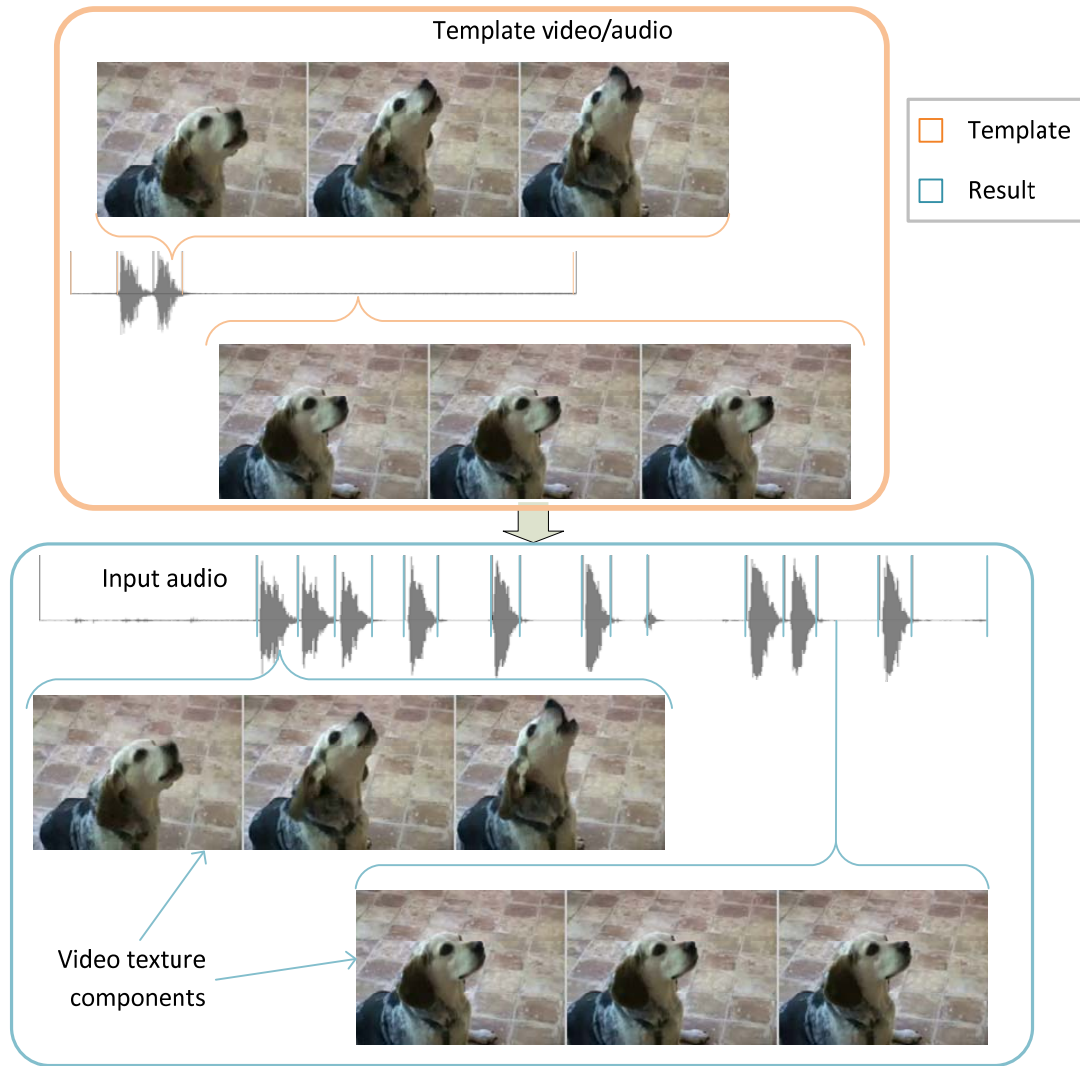 Template video/audio
Template
Result
Input audio
Video texture
components